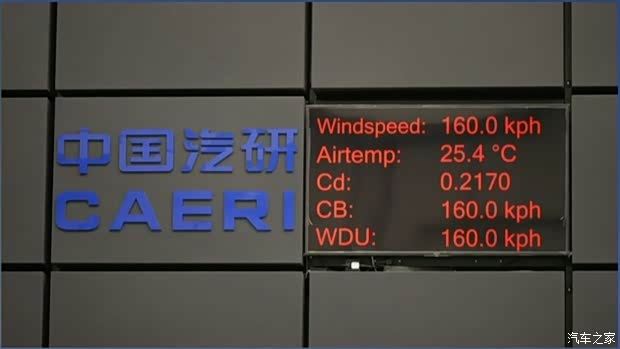 中国汽研
CAERI
Windspeed: 160.0 kph
Airtemp: 25.4 °C
Cd: 0.2170
CB: 160.0 kph
WDU: 160.0 kph
汽车之家